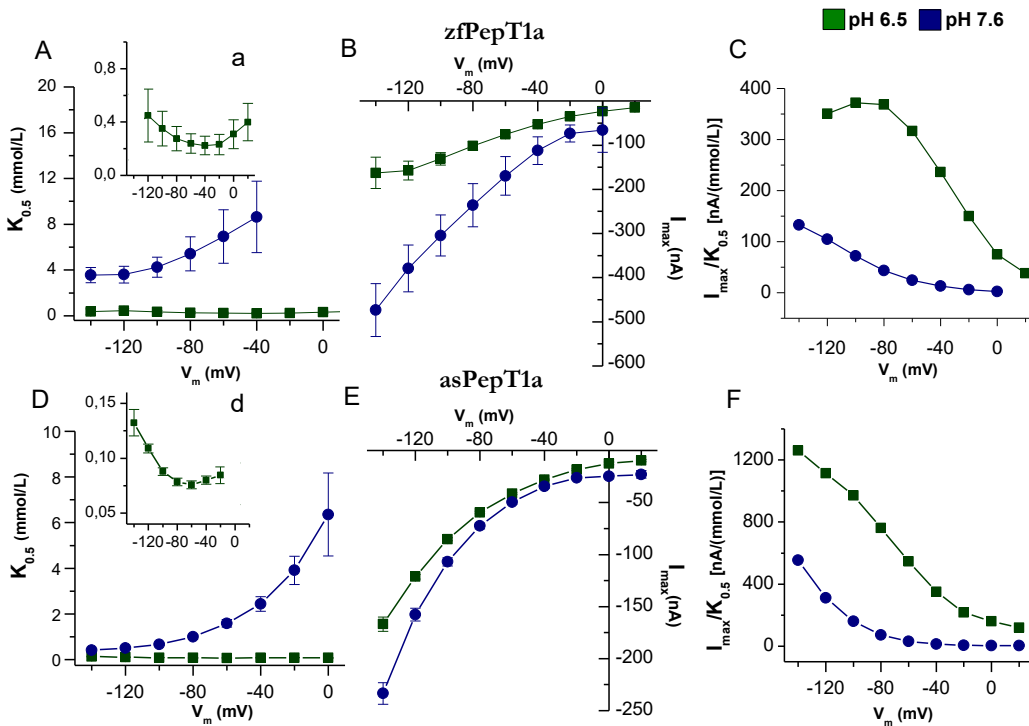 pH 6.5 pH 7.6
zfPepT1a
A
a
0,8
0,4
0,0
-120 -80 -40 0
20
16
12
8
4
0
K0.5 (mmol/L)
-120 -80 -40 0
Vm (mV)
B
Vm (mV)
-120 -80 -40 0
-100
-200
-300
-400
-450
-500
-600
Imax (nA)
C
400
350
300
250
200
150
100
50
0
Imax/K0.5 [nA/(mmol/L)]
-120 -80 -40 0
Vm (mV)
asPepT1a
D
d
0,15
0,10
0,05
-120 -80 -40 0
10
8
6
4
2
0
K0.5 (mmol/L)
-120 -80 -40 0
Vm (mV)
E
Vm (mV)
-120 -80 -40 0
-50
-100
-150
-200
-250
Imax (nA)
F
1200
800
400
0
Imax/K0.5 [nA/(mmol/L)]
-120 -80 -40 0
Vm (mV)